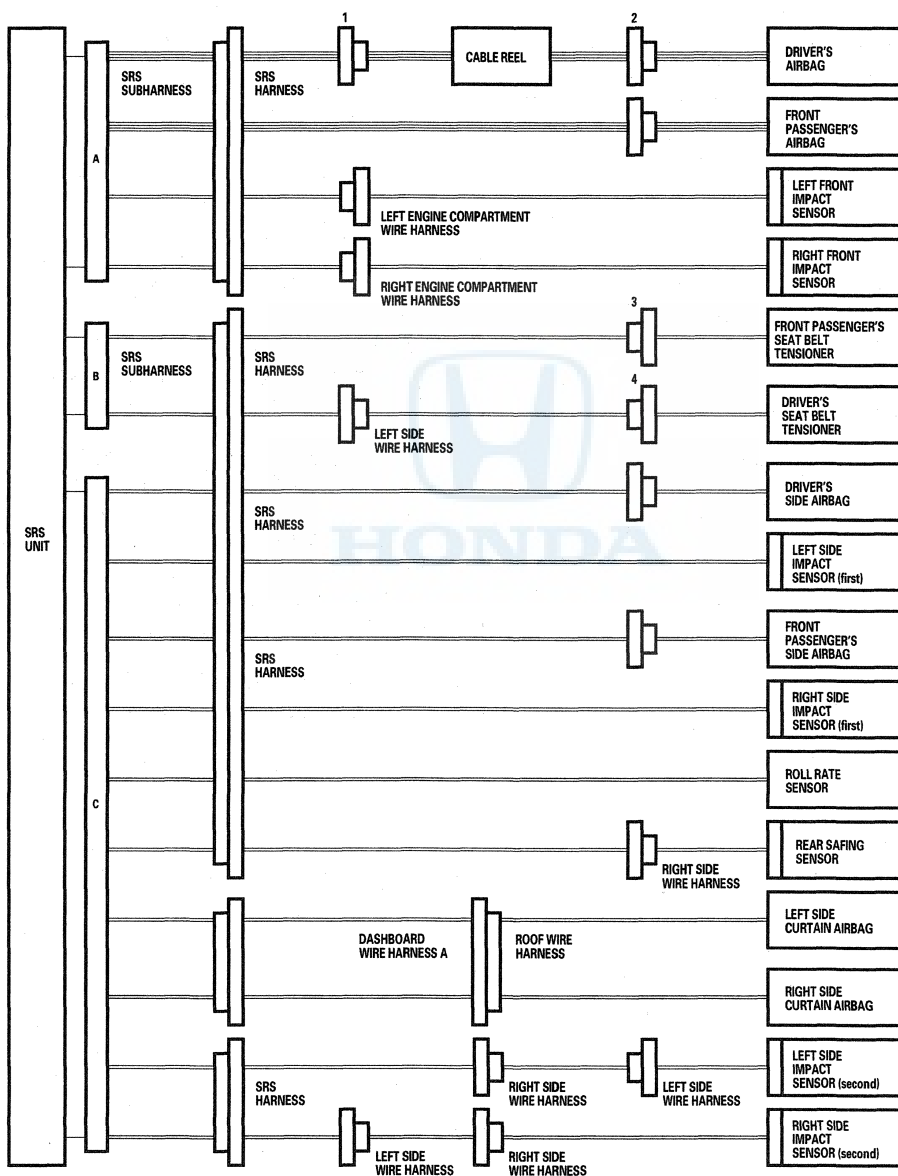 1
2
SRS
SUBHARNESS
SRS
HARNESS
CABLE REEL
DRIVER'S
AIRBAG
FRONT
PASSENGER'S
AIRBAG
A
LEFT FRONT
IMPACT
SENSOR
LEFT ENGINE COMPARTMENT
WIRE HARNESS
RIGHT FRONT
IMPACT
SENSOR
RIGHT ENGINE COMPARTMENT
WIRE HARNESS
3
FRONT PASSENGER'S
SEAT BELT
TENSIONER
SRS
SUBHARNESS
SRS
HARNESS
B
4
DRIVER'S
SEAT BELT
TENSIONER
LEFT SIDE
WIRE HARNESS
DRIVER'S
SIDE AIRBAG
SRS
HARNESS
SRS
UNIT
HONDA
LEFT SIDE
IMPACT
SENSOR (first)
FRONT
PASSENGER'S
SIDE AIRBAG
SRS
HARNESS
RIGHT SIDE
IMPACT
SENSOR (first)
ROLL RATE
SENSOR
C
REAR SAFING
SENSOR
RIGHT SIDE
WIRE HARNESS
LEFT SIDE
CURTAIN AIRBAG
DASHBOARD
WIRE HARNESS A
ROOF WIRE
HARNESS
RIGHT SIDE
CURTAIN AIRBAG
LEFT SIDE
IMPACT
SENSOR (second)
SRS
HARNESS
RIGHT SIDE
WIRE HARNESS
LEFT SIDE
WIRE HARNESS
RIGHT SIDE
IMPACT
SENSOR (second)
LEFT SIDE
WIRE HARNESS
RIGHT SIDE
WIRE HARNESS